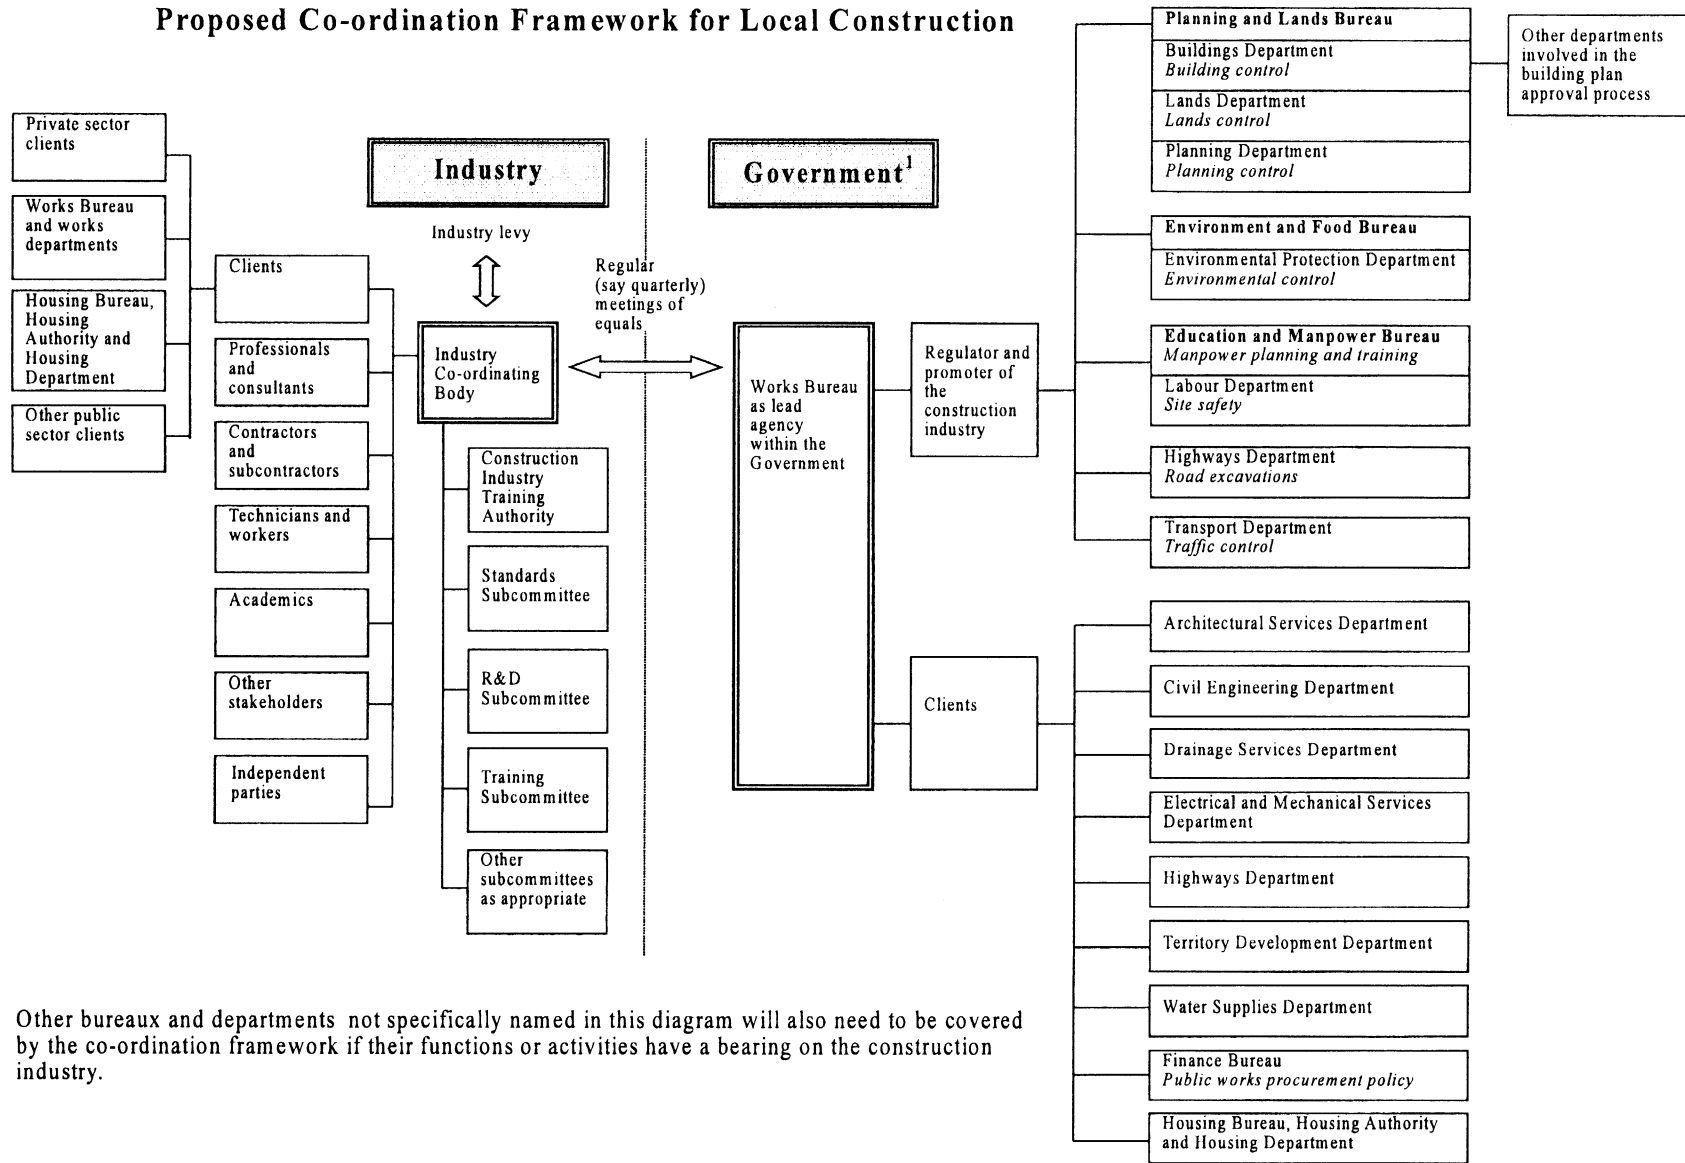 Proposed Co-ordination Framework for Local Construction
Private sector
clients
Works Bureau
and works
departments
Housing Bureau,
Housing
Authority and
Housing
Department
Other public
sector clients
Clients
Professionals
and
consultants
Contractors
and
subcontractors
Technicians and
workers
Academics
Other
stakeholders
Independent
parties
Industry
Industry levy
Industry
Co-ordinating
Body
Construction
Industry
Training
Authority
Standards
Subcommittee
R&D
Subcommittee
Training
Subcommittee
Other
subcommittees
as appropriate
Regular
(say quarterly)
meetings of
equals
Government1
Works Bureau
as lead
agency
within the
Government
Regulator and
promoter of
the
construction
industry
Clients
Planning and Lands Bureau
Buildings Department
Building control
Lands Department
Lands control
Planning Department
Planning control
Other departments
involved in the
building plan
approval process
Environment and Food Bureau
Environmental Protection Department
Environmental control
Education and Manpower Bureau
Manpower planning and training
Labour Department
Site safety
Highways Department
Road excavations
Transport Department
Traffic control
Architectural Services Department
Civil Engineering Department
Drainage Services Department
Electrical and Mechanical Services
Department
Highways Department
Territory Development Department
Water Supplies Department
Finance Bureau
Public works procurement policy
Housing Bureau, Housing Authority
and Housing Department
Other bureaux and departments not specifically named in this diagram will also need to be covered
by the co-ordination framework if their functions or activities have a bearing on the construction
industry.